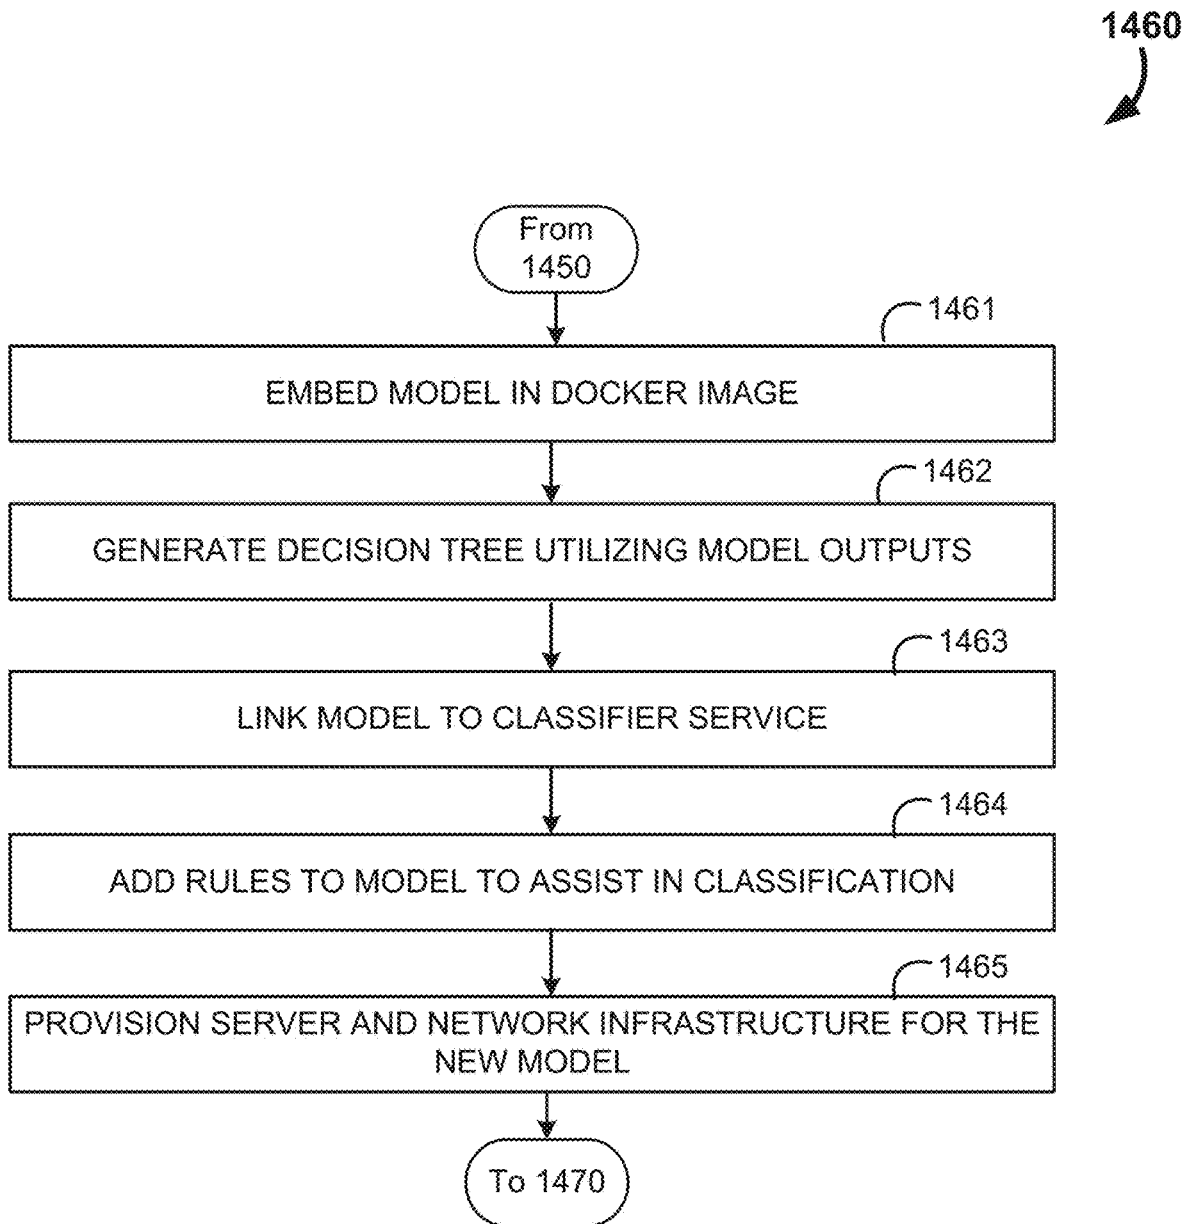 1460
From
1450
1461
EMBED MODEL IN DOCKER IMAGE
1462
GENERATE DECISION TREE UTILIZING MODEL OUTPUTS
1463
LINK MODEL TO CLASSIFIER SERVICE
1464
ADD RULES TO MODEL TO ASSIST IN CLASSIFICATION
1465
PROVISION SERVER AND NETWORK INFRASTRUCTURE FOR THE
NEW MODEL
To 1470